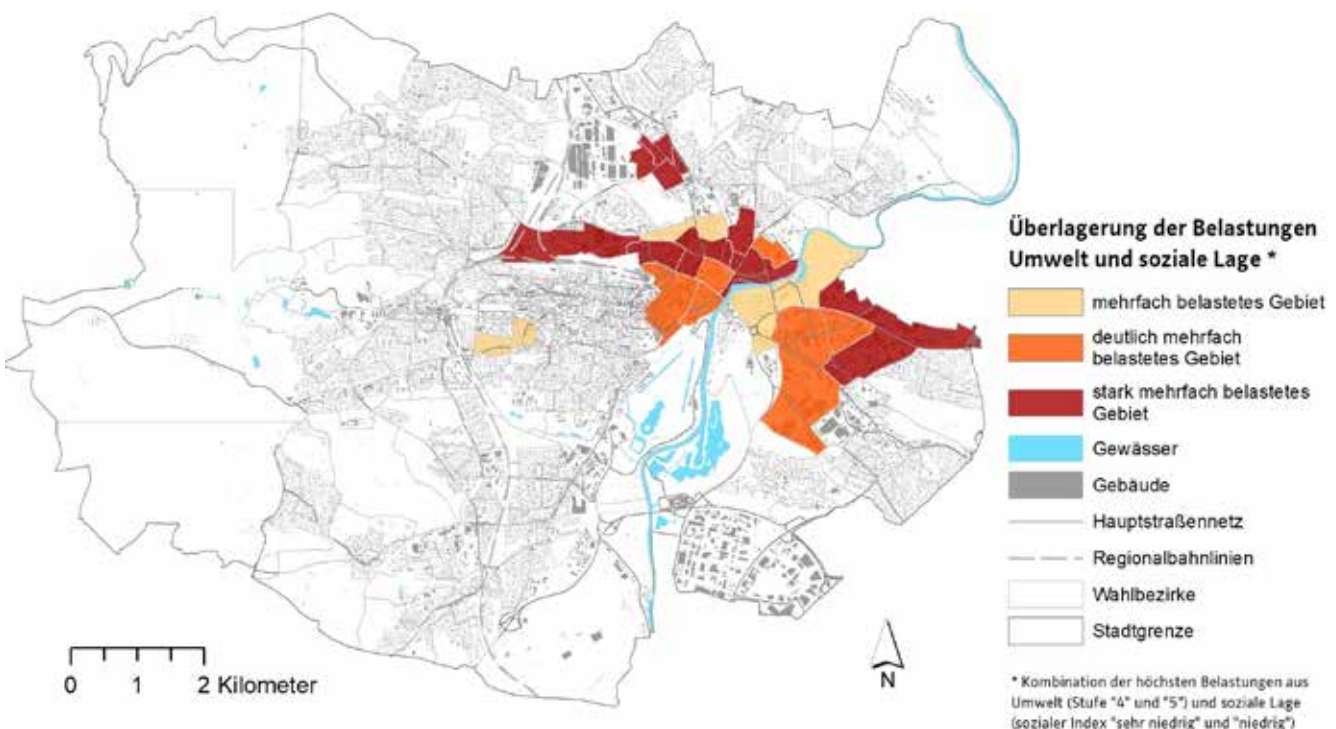 Überlagerung der Belastungen
Umwelt und soziale Lage *
mehrfach belastetes Gebiet
deutlich mehrfach
belastetes Gebiet
stark mehrfach belastetes
Gebiet
Gewässer
Gebäude
Hauptstraßennetz
Regionalbahnlinien
Wahlbezirke
Stadtgrenze
0 1 2 Kilometer
N
* Kombination der höchsten Belastungen aus
Umwelt (Stufe "4" und "5") und soziale Lage
(sozialer Index "sehr niedrig" und "niedrig")